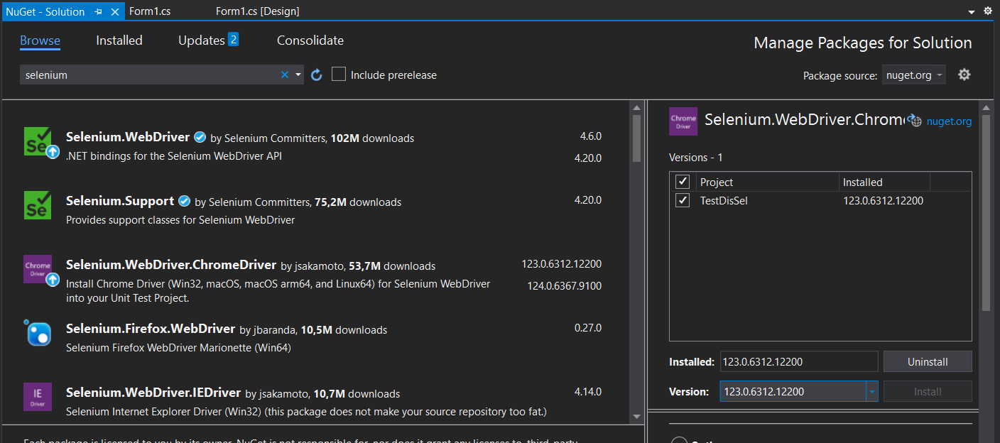 NuGet - Solution Form1.cs Form1.cs [Design]
Browse Installed Updates 2 Consolidate
Manage Packages for Solution
selenium Include prerelease
Package source: nuget.org
Se
Selenium.WebDriver by Selenium Committers, 102M downloads 4.6.0
.NET bindings for the Selenium WebDriver API 4.20.0
Se
Selenium.Support by Selenium Committers, 75,2M downloads 4.20.0
Provides support classes for Selenium WebDriver
Chrome
Driver
Selenium.WebDriver.ChromeDriver by jsakamoto, 53,7M downloads 123.0.6312.12200
Install Chrome Driver (Win32, macOS, macOS arm64, and Linux64) for Selenium WebDriver 124.0.6367.9100
into your Unit Test Project.
Selenium.Firefox.WebDriver by jbaranda, 10,5M downloads 0.27.0
Selenium Firefox WebDriver Marionette (Win64)
IE
Driver
Selenium.WebDriver.IEDriver by jsakamoto, 10,7M downloads 4.14.0
Selenium Internet Explorer Driver (Win32) (this package does not make your source repository too fat.)
Each package is licensed to you by its owner. NuGet is not responsible for, nor does it grant any licenses to, third-party
Chrome
Driver
Selenium.WebDriver.Chrom nuget.org
Versions - 1
Project Installed
TestDisSel 123.0.6312.12200
Installed: 123.0.6312.12200 Uninstall
Version: 123.0.6312.12200 Install